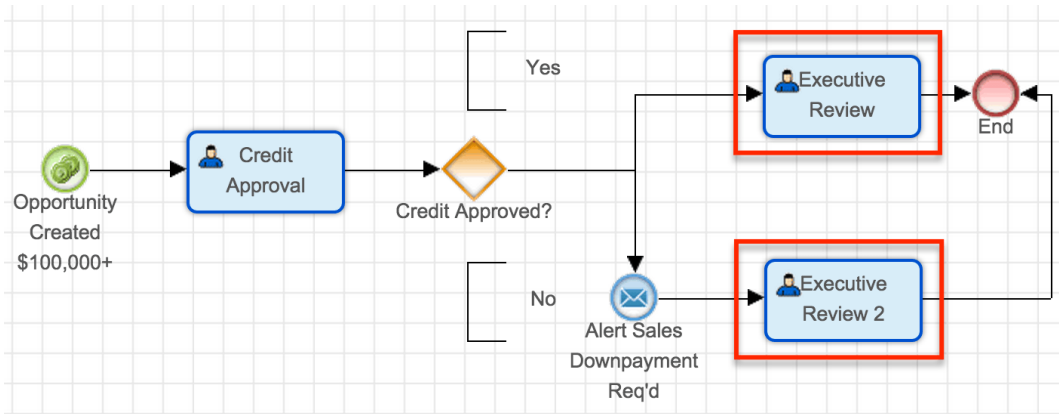 Yes
Executive
Review
End
Credit
Approval
Opportunity
Created
$100,000+
Credit Approved?
No
Executive
Review 2
Alert Sales
Downpayment
Req'd